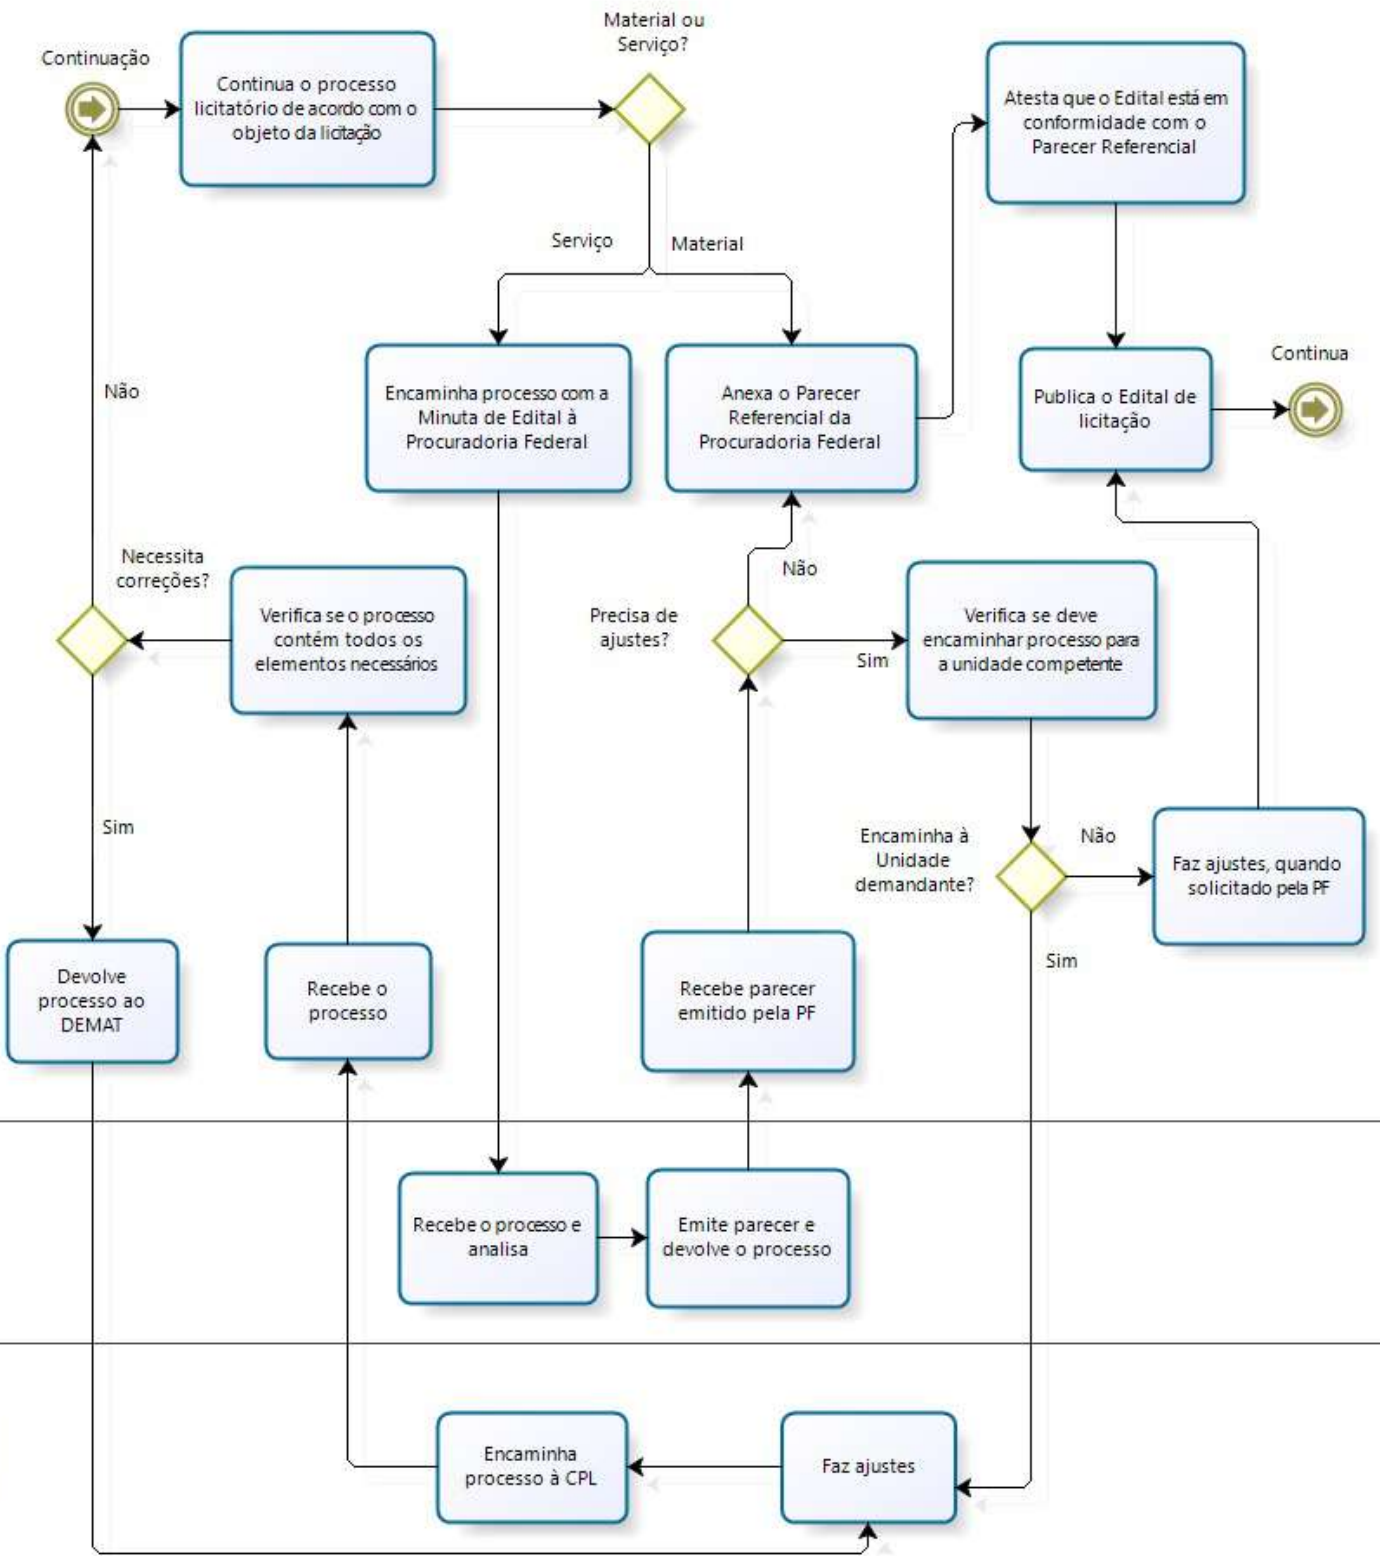 Material ou
Serviço?
Continuação
Continua o processo
licitatório de acordo com o
objeto da licitação
Atesta que o Edital está em
conformidade com o
Parecer Referencial
Serviço
Material
Não
Encaminha processo com a
Minuta de Edital à
Procuradoria Federal
Anexa o Parecer
Referencial da
Procuradoria Federal
Publica o Edital de
licitação
Continua
Necessita
correções?
Verifica se o processo
contém todos os
elementos necessários
Não
Precisa de
ajustes?
Sim
Verifica se deve
encaminhar processo para
a unidade competente
Sim
Encaminha à
Unidade
demandante?
Não
Faz ajustes, quando
solicitado pela PF
Sim
Devolve
processo ao
DEMAT
Recebe o
processo
Recebe parecer
emitido pela PF
Recebe o processo e
analisa
Emite parecer e
devolve o processo
Encaminha
processo à CPL
Faz ajustes